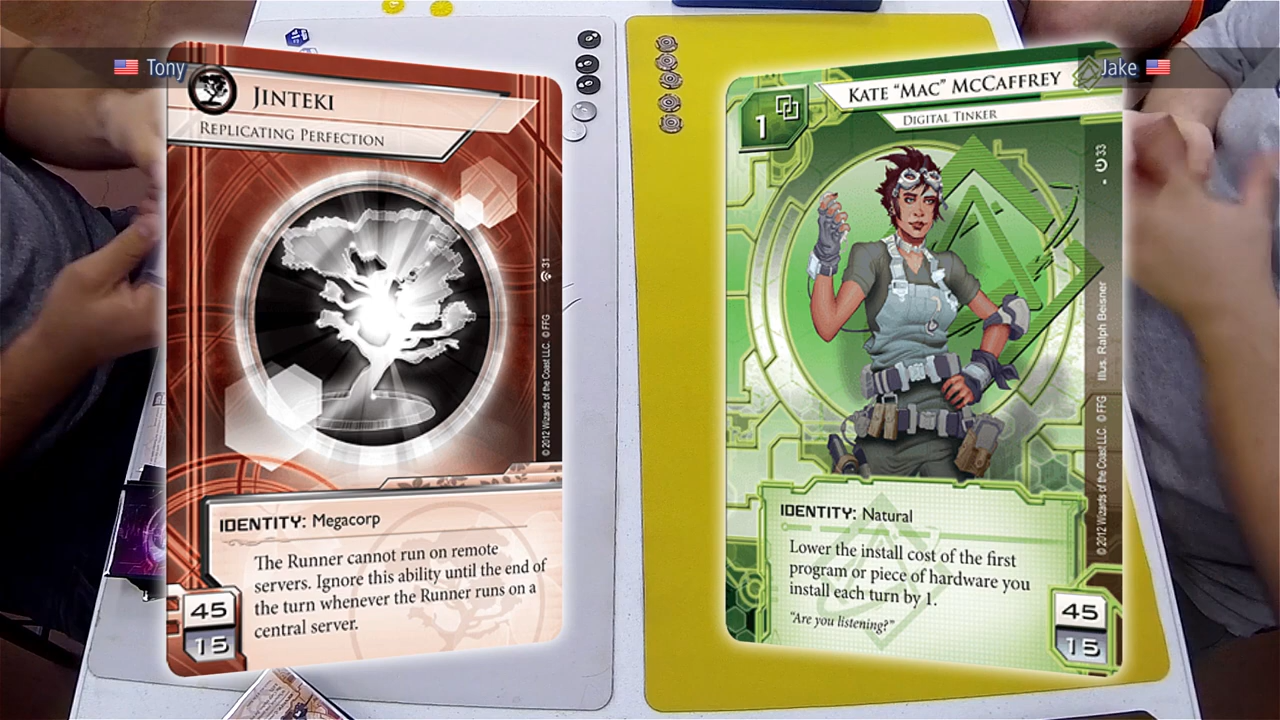 Tony
JINTEKI
REPLICATING PERFECTION
31
© 2012 Wizards of the Coast LLC. © FFG
IDENTITY: Megacorp
The Runner cannot run on remote
servers. Ignore this ability until the end of
the turn whenever the Runner runs on a
central server.
45
15
Jake
KATE “MAC” MCCAFFREY
DIGITAL TINKER
1
33
Illus. Ralph Beisner
© 2012 Wizards of the Coast LLC. © FFG
IDENTITY: Natural
Lower the install cost of the first
program or piece of hardware you
install each turn by 1.
“Are you listening?”
45
15